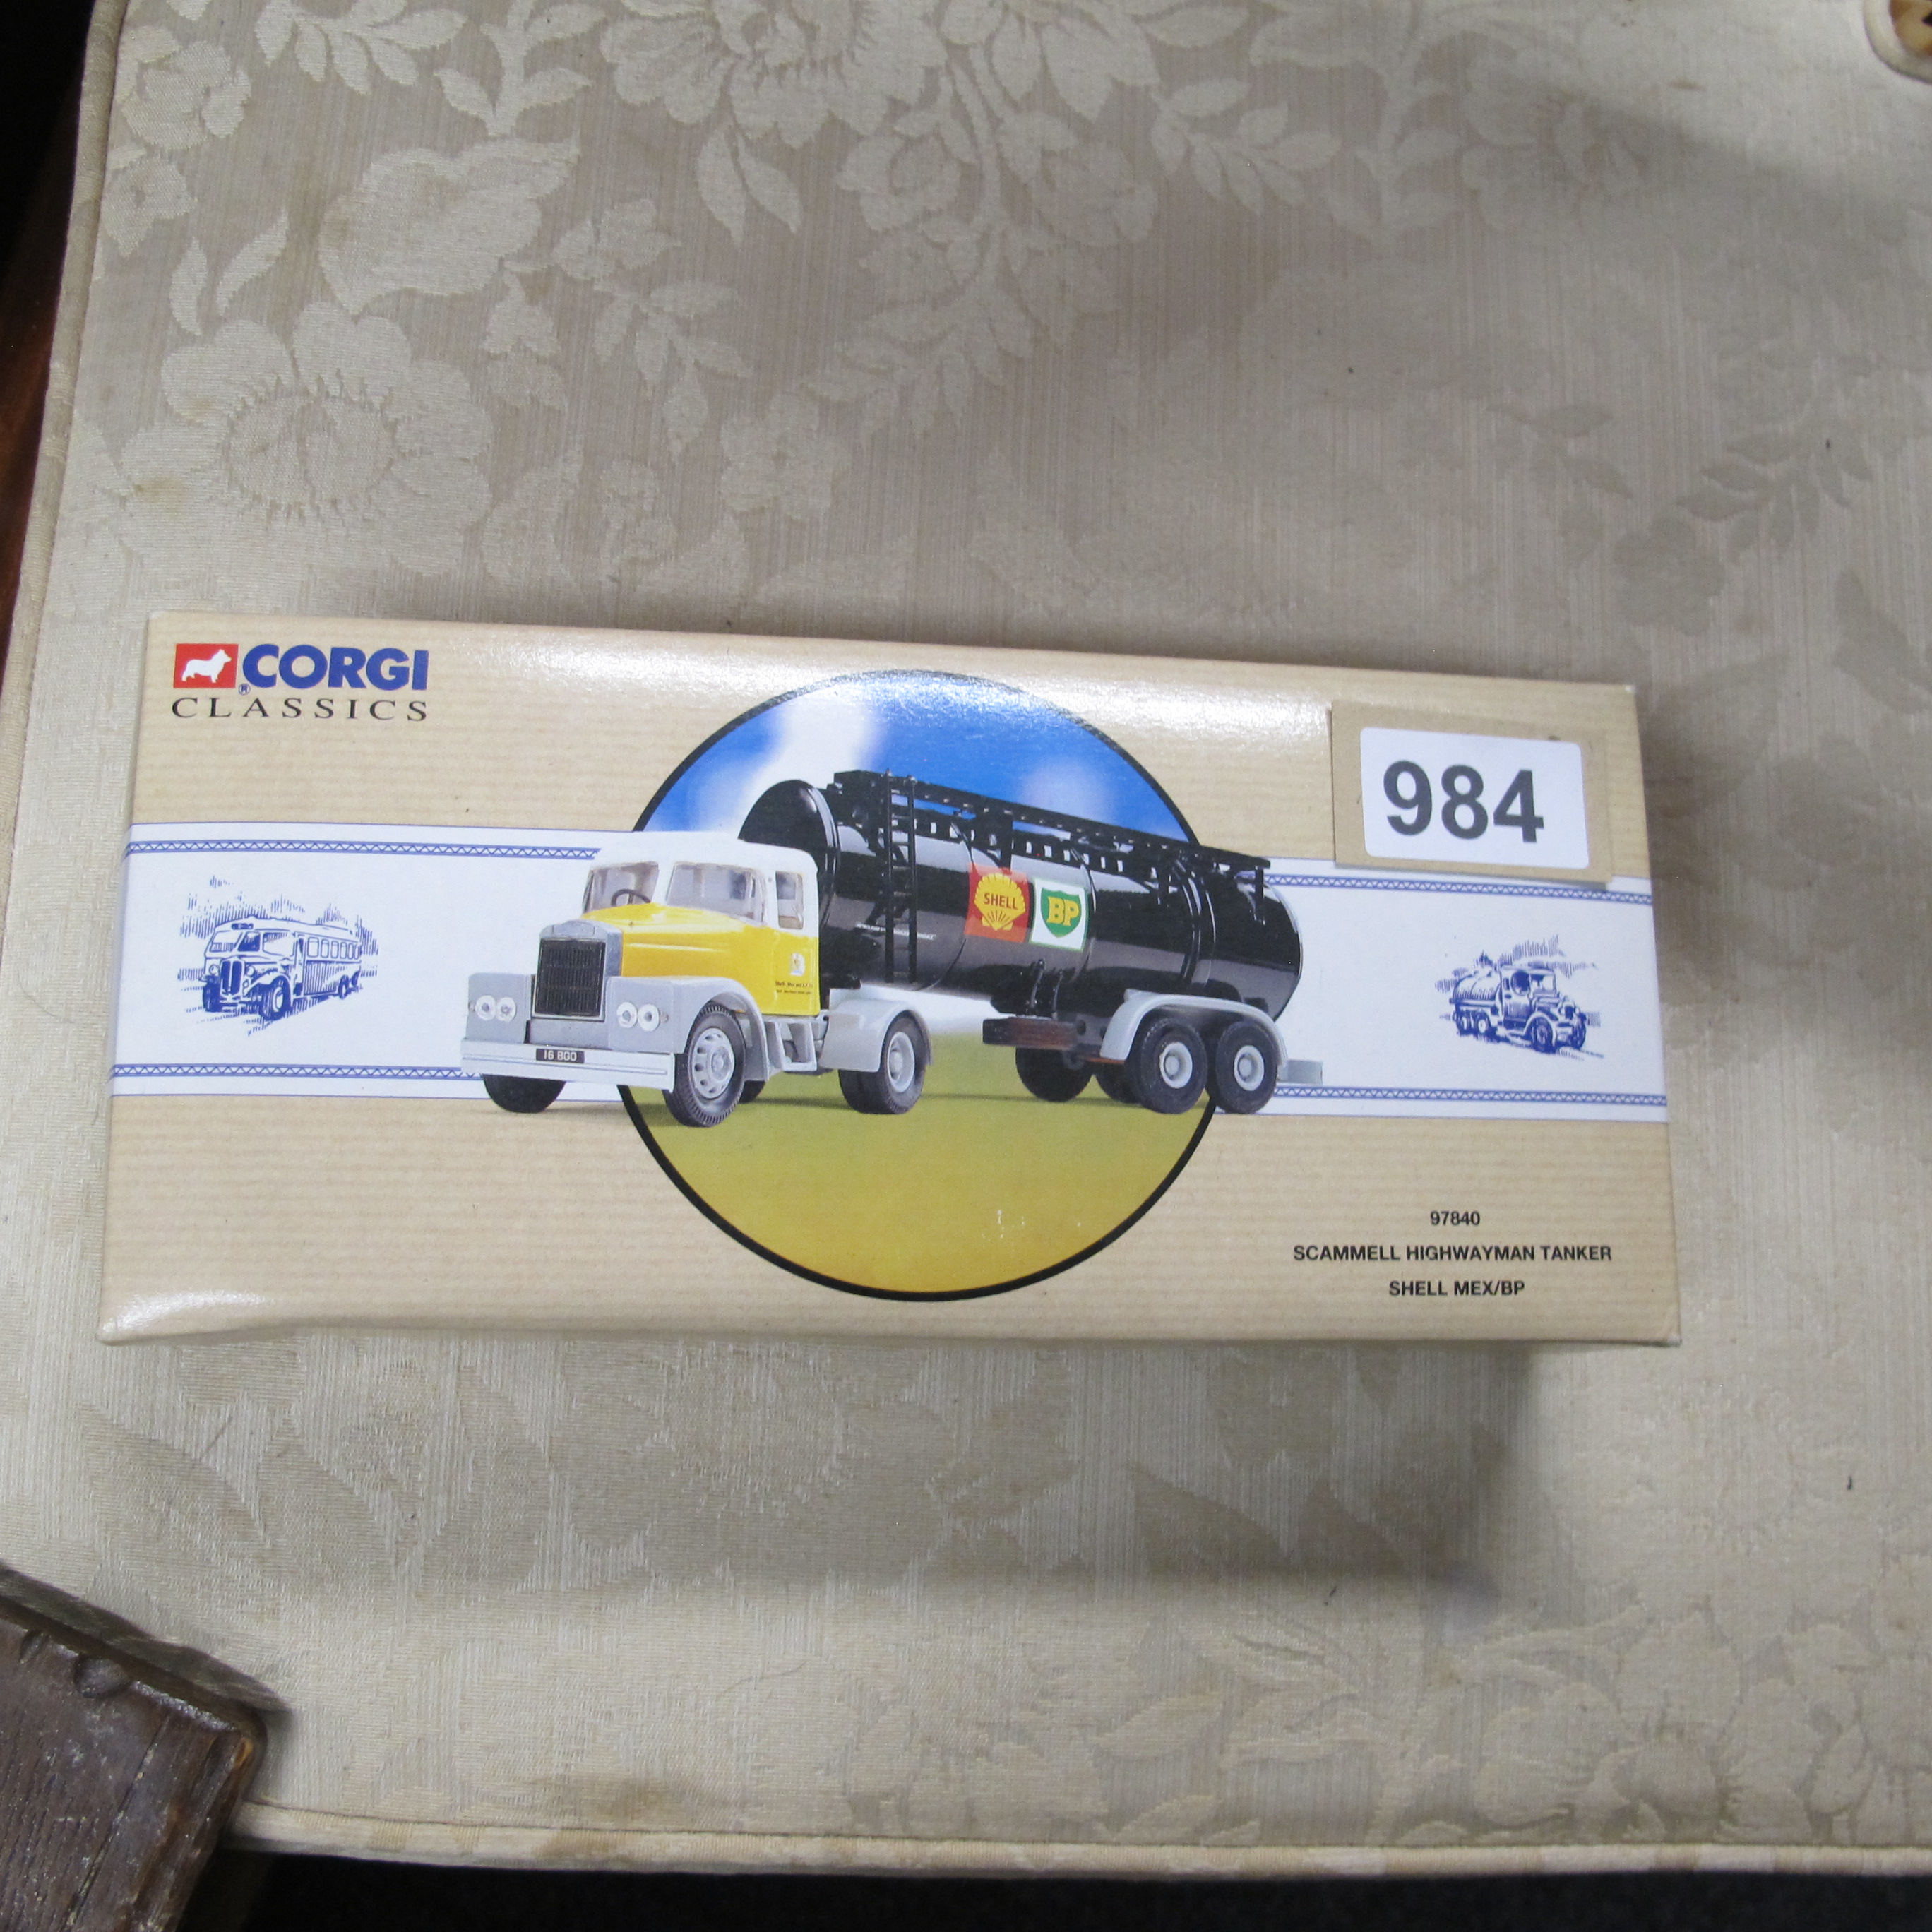 CORGI
®
CLASSICS
984
SHELL
BP
16 BGO
97840
SCAMMELL HIGHWAYMAN TANKER
SHELL MEX/BP